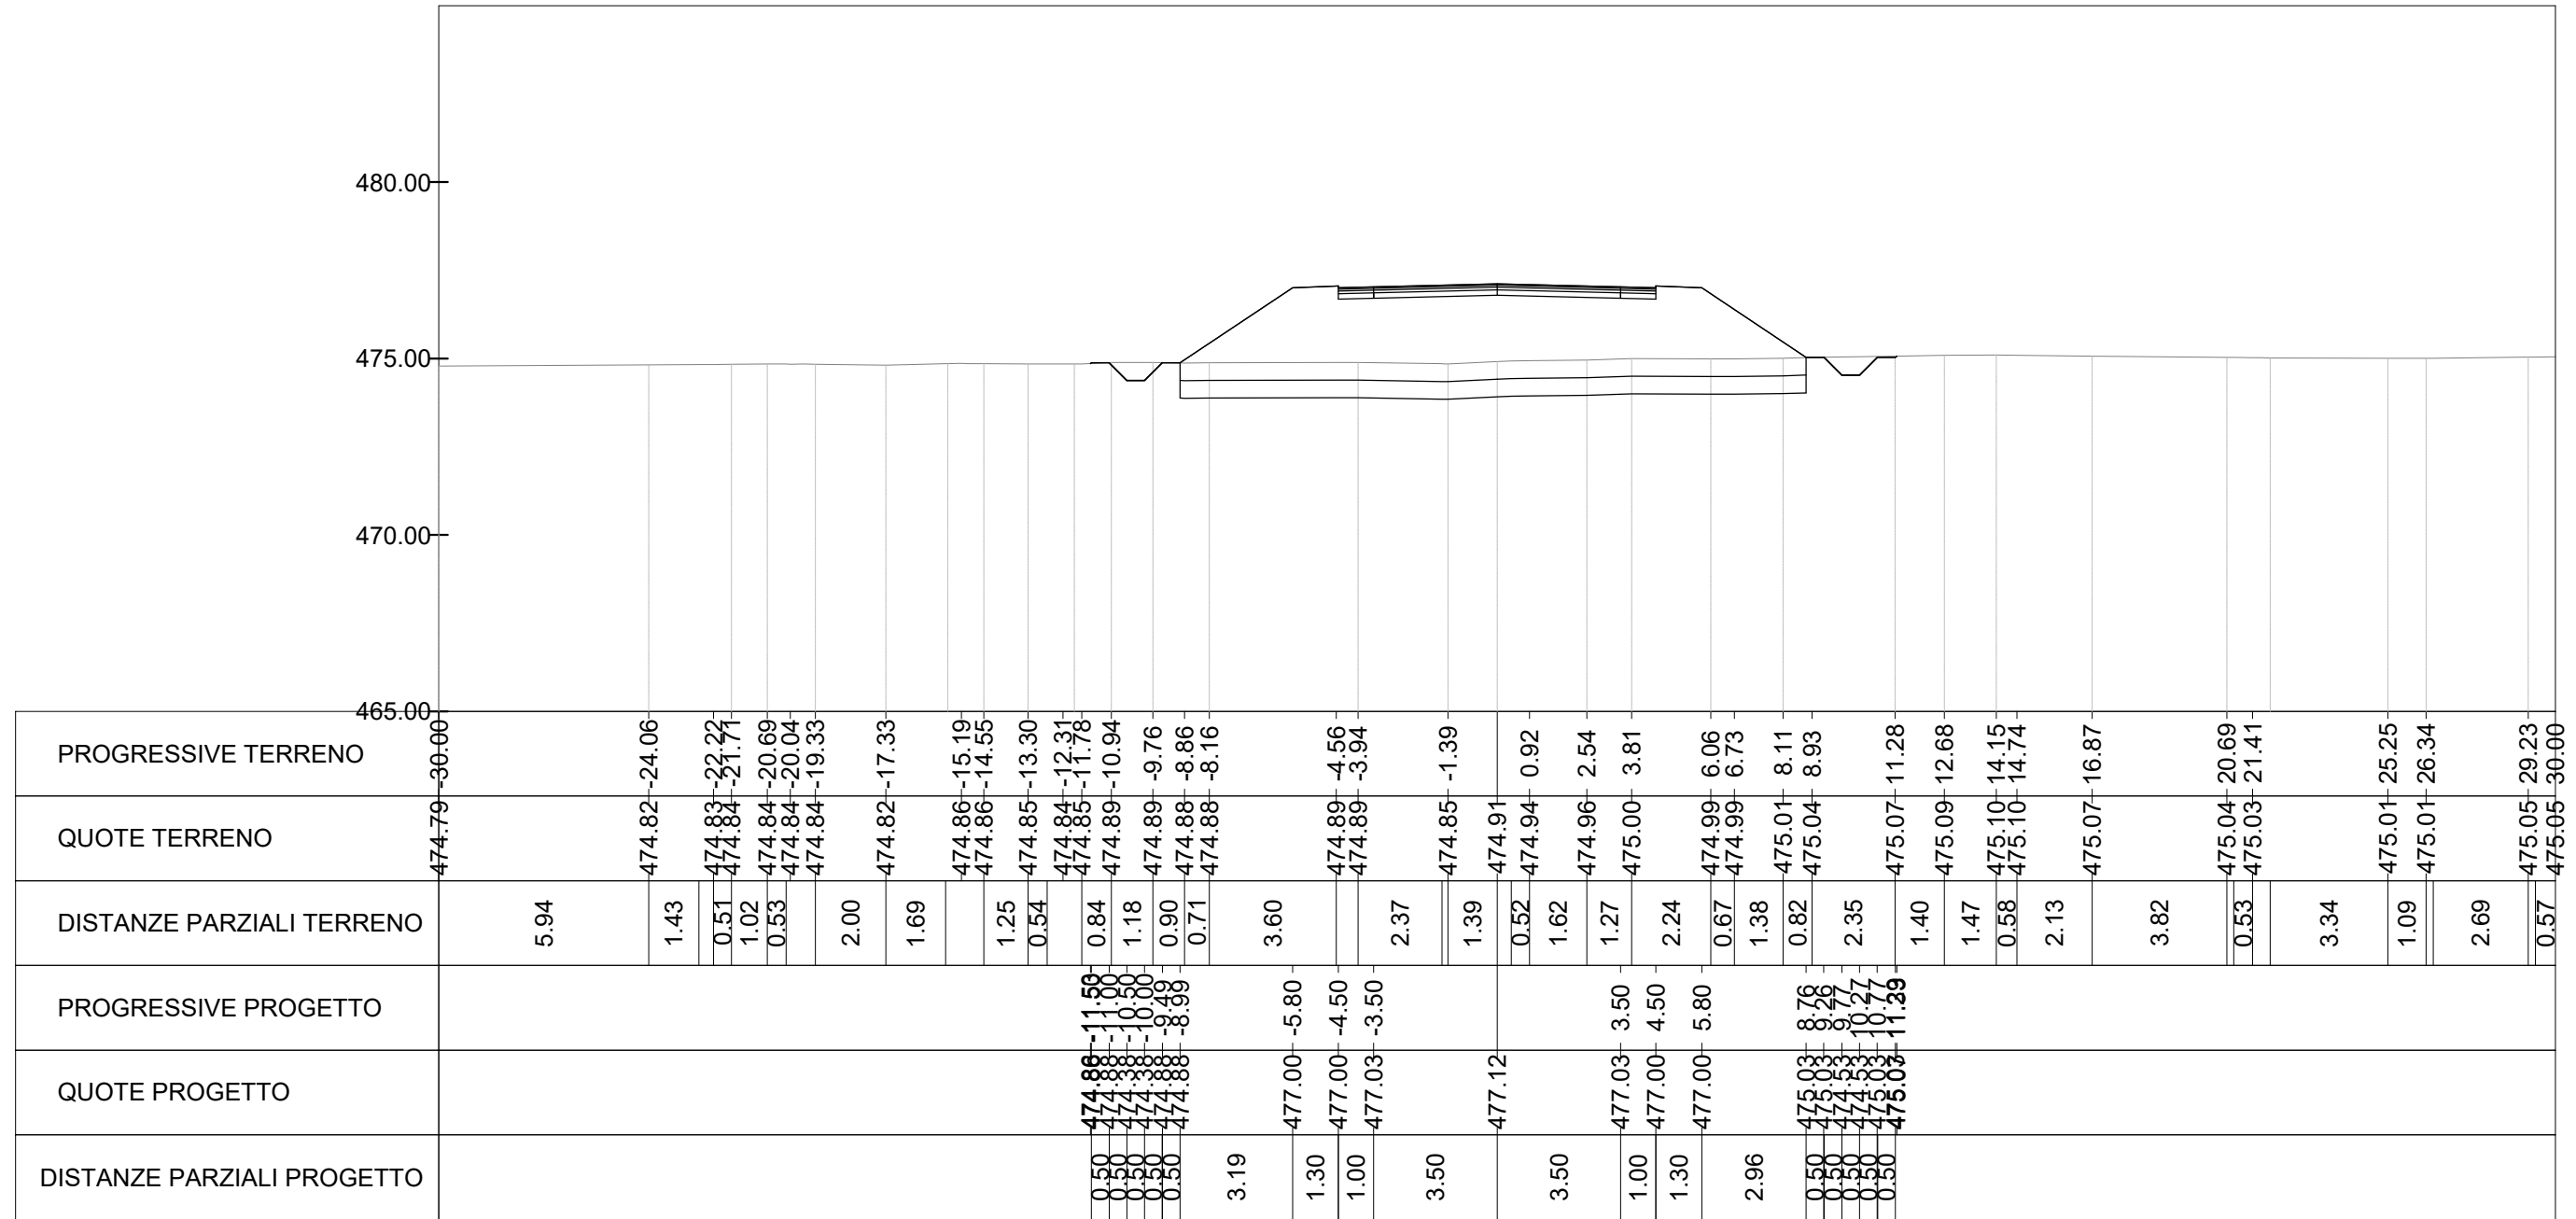 480.00
475.00
470.00
465.00
PROGRESSIVE TERRENO -30.00 -24.06 -22.22 -21.71 -20.69 -20.04 -19.33 -17.33 -15.19 -14.55 -13.30 -12.31 -11.78 -10.94 -9.76 -8.86 -8.16 -4.56 -3.94 -1.39 0.92 2.54 3.81 6.06 6.73 8.11 8.93 11.28 12.68 14.15 14.74 16.87 20.69 21.41 25.25 26.34 29.23 30.00
QUOTE TERRENO 474.79 474.82 474.83 474.84 474.84 474.84 474.84 474.82 474.86 474.86 474.85 474.84 474.85 474.89 474.89 474.88 474.88 474.89 474.89 474.85 474.91 474.94 474.96 475.00 474.99 474.99 475.01 475.04 475.07 475.09 475.10 475.10 475.07 475.04 475.03 475.01 475.01 475.05 475.05
DISTANZE PARZIALI TERRENO 5.94 1.43 0.51 1.02 0.53 2.00 1.69 1.25 0.54 0.84 1.18 0.90 0.71 3.60 2.37 1.39 0.52 1.62 1.27 2.24 0.67 1.38 0.82 2.35 1.40 1.47 0.58 2.13 3.82 0.53 3.34 1.09 2.69 0.57
PROGRESSIVE PROGETTO -11.00 -10.50 -10.00 -9.49 -8.99 -5.80 -4.50 -3.50 3.50 4.50 5.80 8.76 9.26 9.77 10.27 10.77
QUOTE PROGETTO 474.88 474.38 474.38 474.88 474.88 477.00 477.00 477.03 477.12 477.03 477.00 477.00 475.03 475.03 474.53 474.53 475.03
DISTANZE PARZIALI PROGETTO 0.50 0.50 0.50 0.50 0.50 3.19 1.30 1.00 3.50 3.50 1.00 1.30 2.96 0.50 0.50 0.50 0.50 0.50